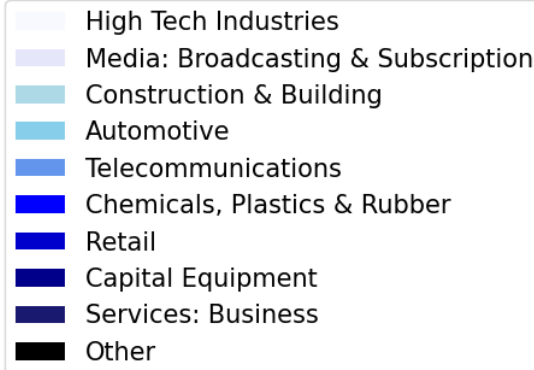 High Tech Industries
Media: Broadcasting & Subscription
Construction & Building
Automotive
Telecommunications
Chemicals, Plastics & Rubber
Retail
Capital Equipment
Services: Business
Other